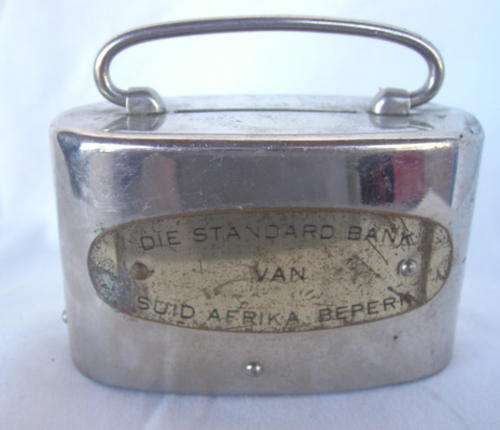 DIE STANDARD BANK
VAN
SUID AFRIKA BEPERK